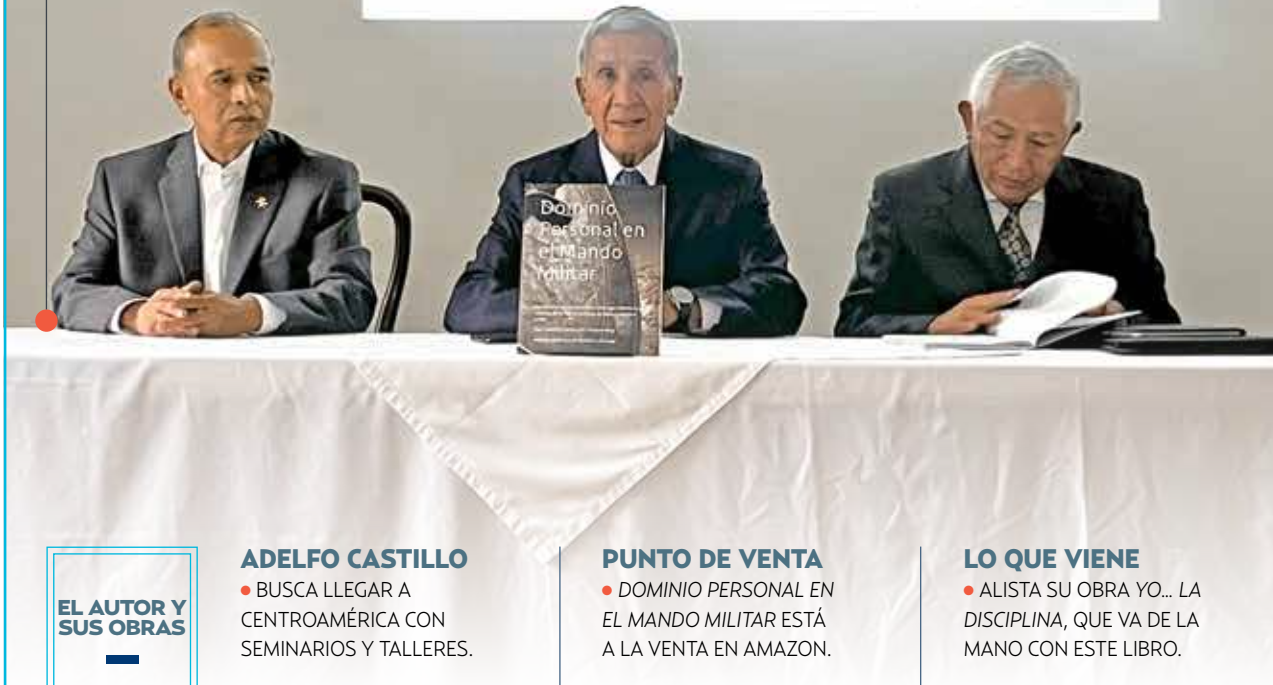 Dominio
Personal en
el Mando
Militar
EL AUTOR Y
SUS OBRAS
ADELFO CASTILLO
• BUSCA LLEGAR A
CENTROAMÉRICA CON
SEMINARIOS Y TALLERES.
PUNTO DE VENTA
• DOMINIO PERSONAL EN
EL MANDO MILITAR ESTÁ
A LA VENTA EN AMAZON.
LO QUE VIENE
• ALISTA SU OBRA YO... LA
DISCIPLINA, QUE VA DE LA
MANO CON ESTE LIBRO.